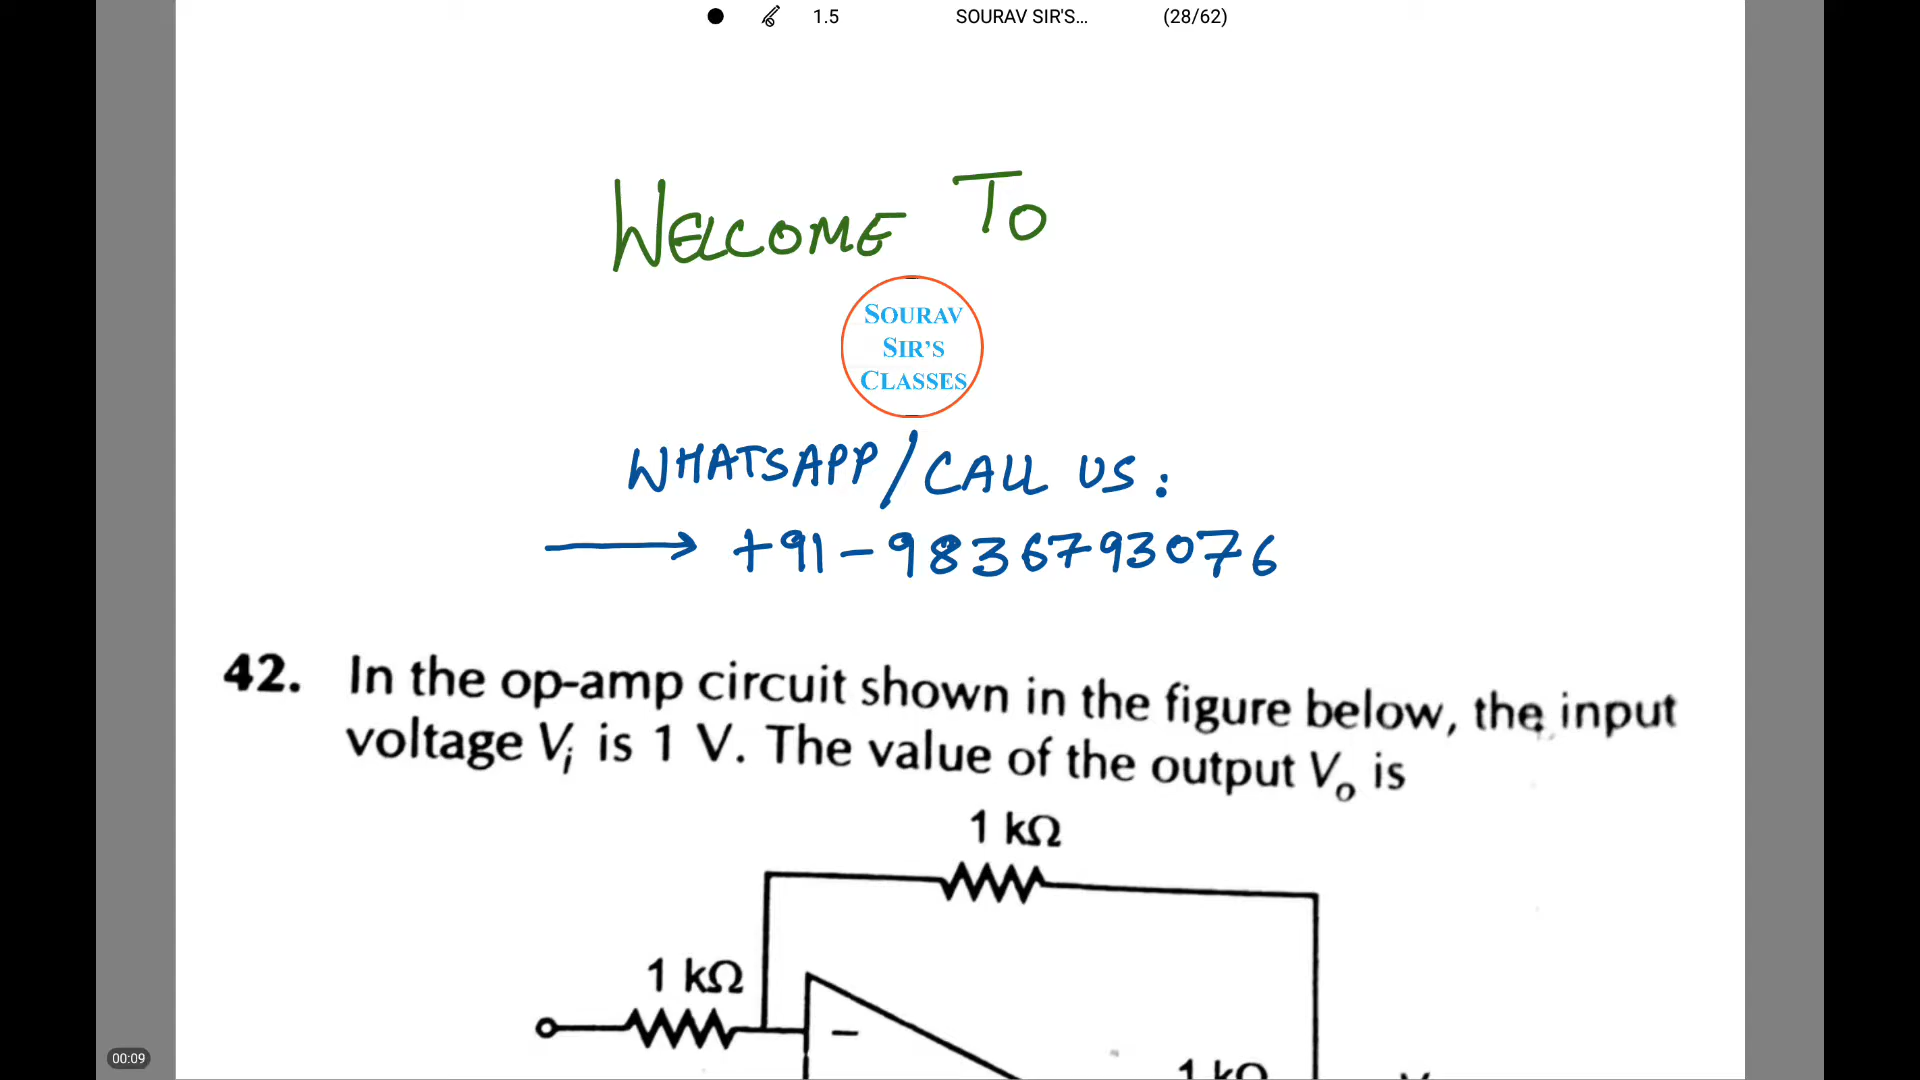 1.5 SOURAV SIR'S... (28/62)
WELCOME TO
SOURAV
SIR'S
CLASSES
WHATSAPP/CALL US:
+91-9836793076
42. In the op-amp circuit shown in the figure below, the input
voltage Vi is 1 V. The value of the output Vo is
1 kΩ
1 kΩ
−
1 kΩ
00:09